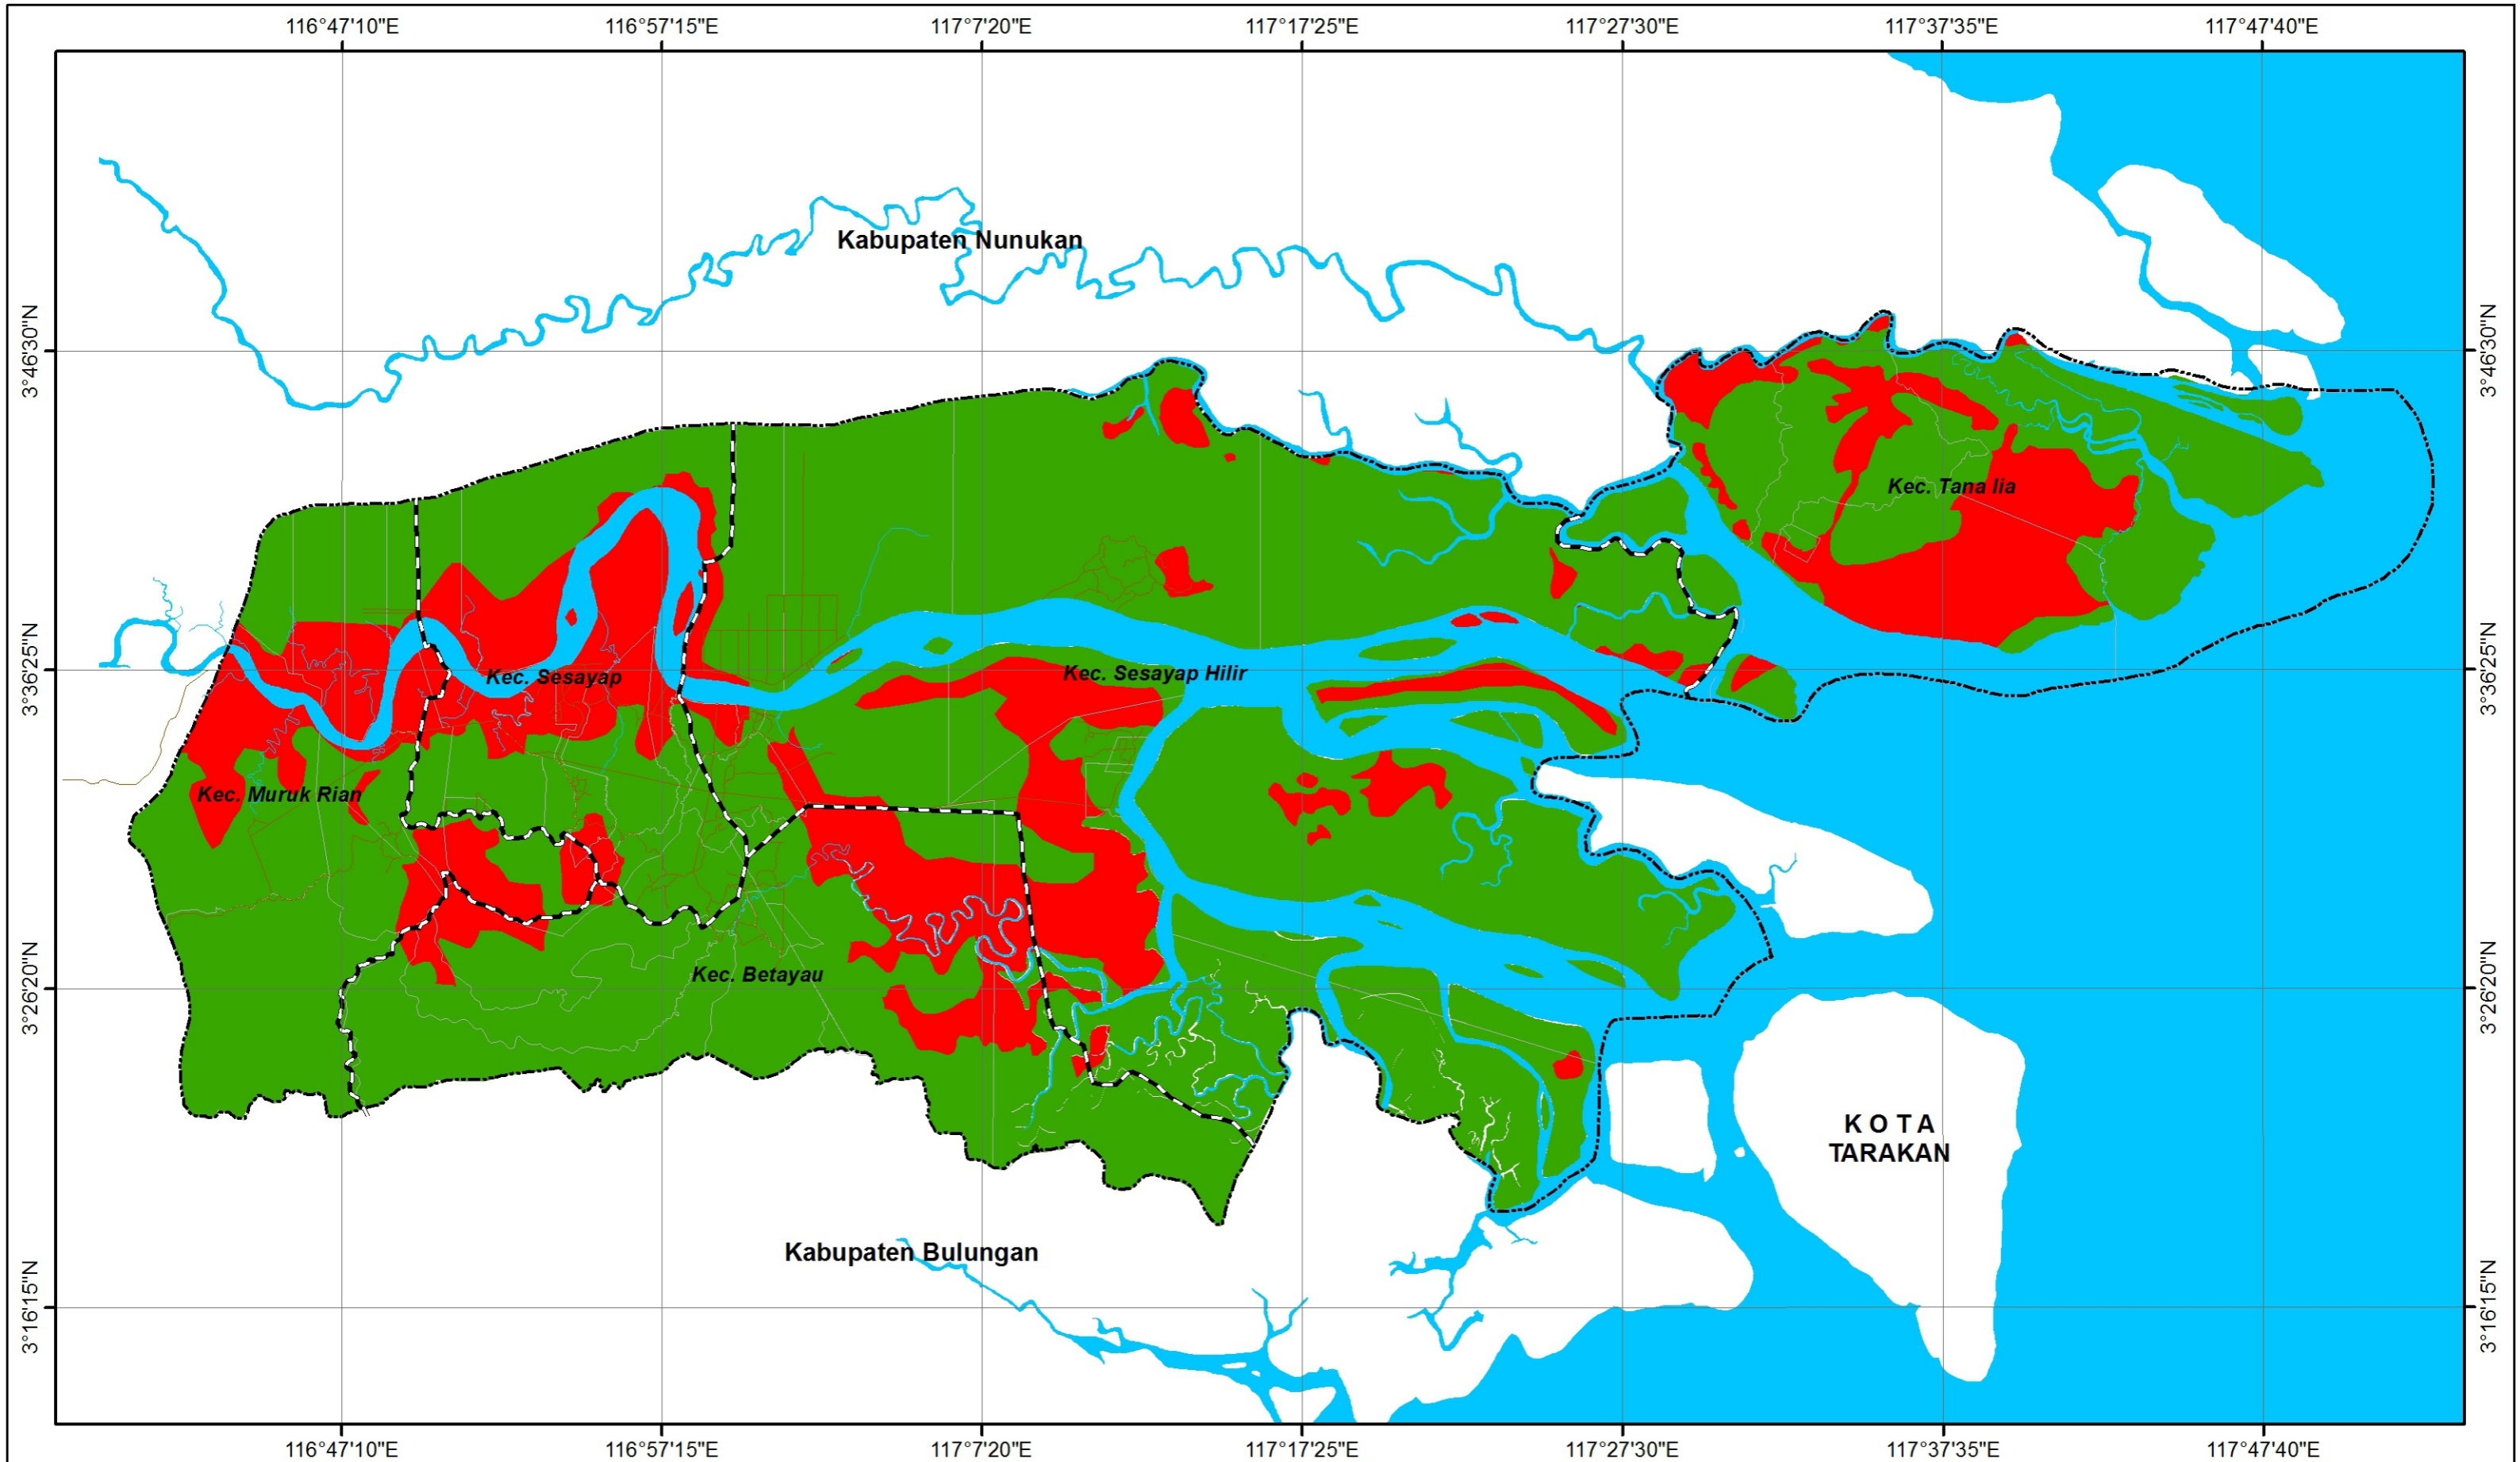 116°47'10"E
116°57'15"E
117°7'20"E
117°17'25"E
117°27'30"E
117°37'35"E
117°47'40"E
Kabupaten Nunukan
3°46'30"N
3°46'30"N
Kec. Tana lia
3°36'25"N
3°36'25"N
Kec. Sesayap
Kec. Sesayap Hilir
Kec. Muruk Rian
Kec. Betayau
3°26'20"N
3°26'20"N
K O T A
TARAKAN
Kabupaten Bulungan
3°16'15"N
3°16'15"N
116°47'10"E
116°57'15"E
117°7'20"E
117°17'25"E
117°27'30"E
117°37'35"E
117°47'40"E